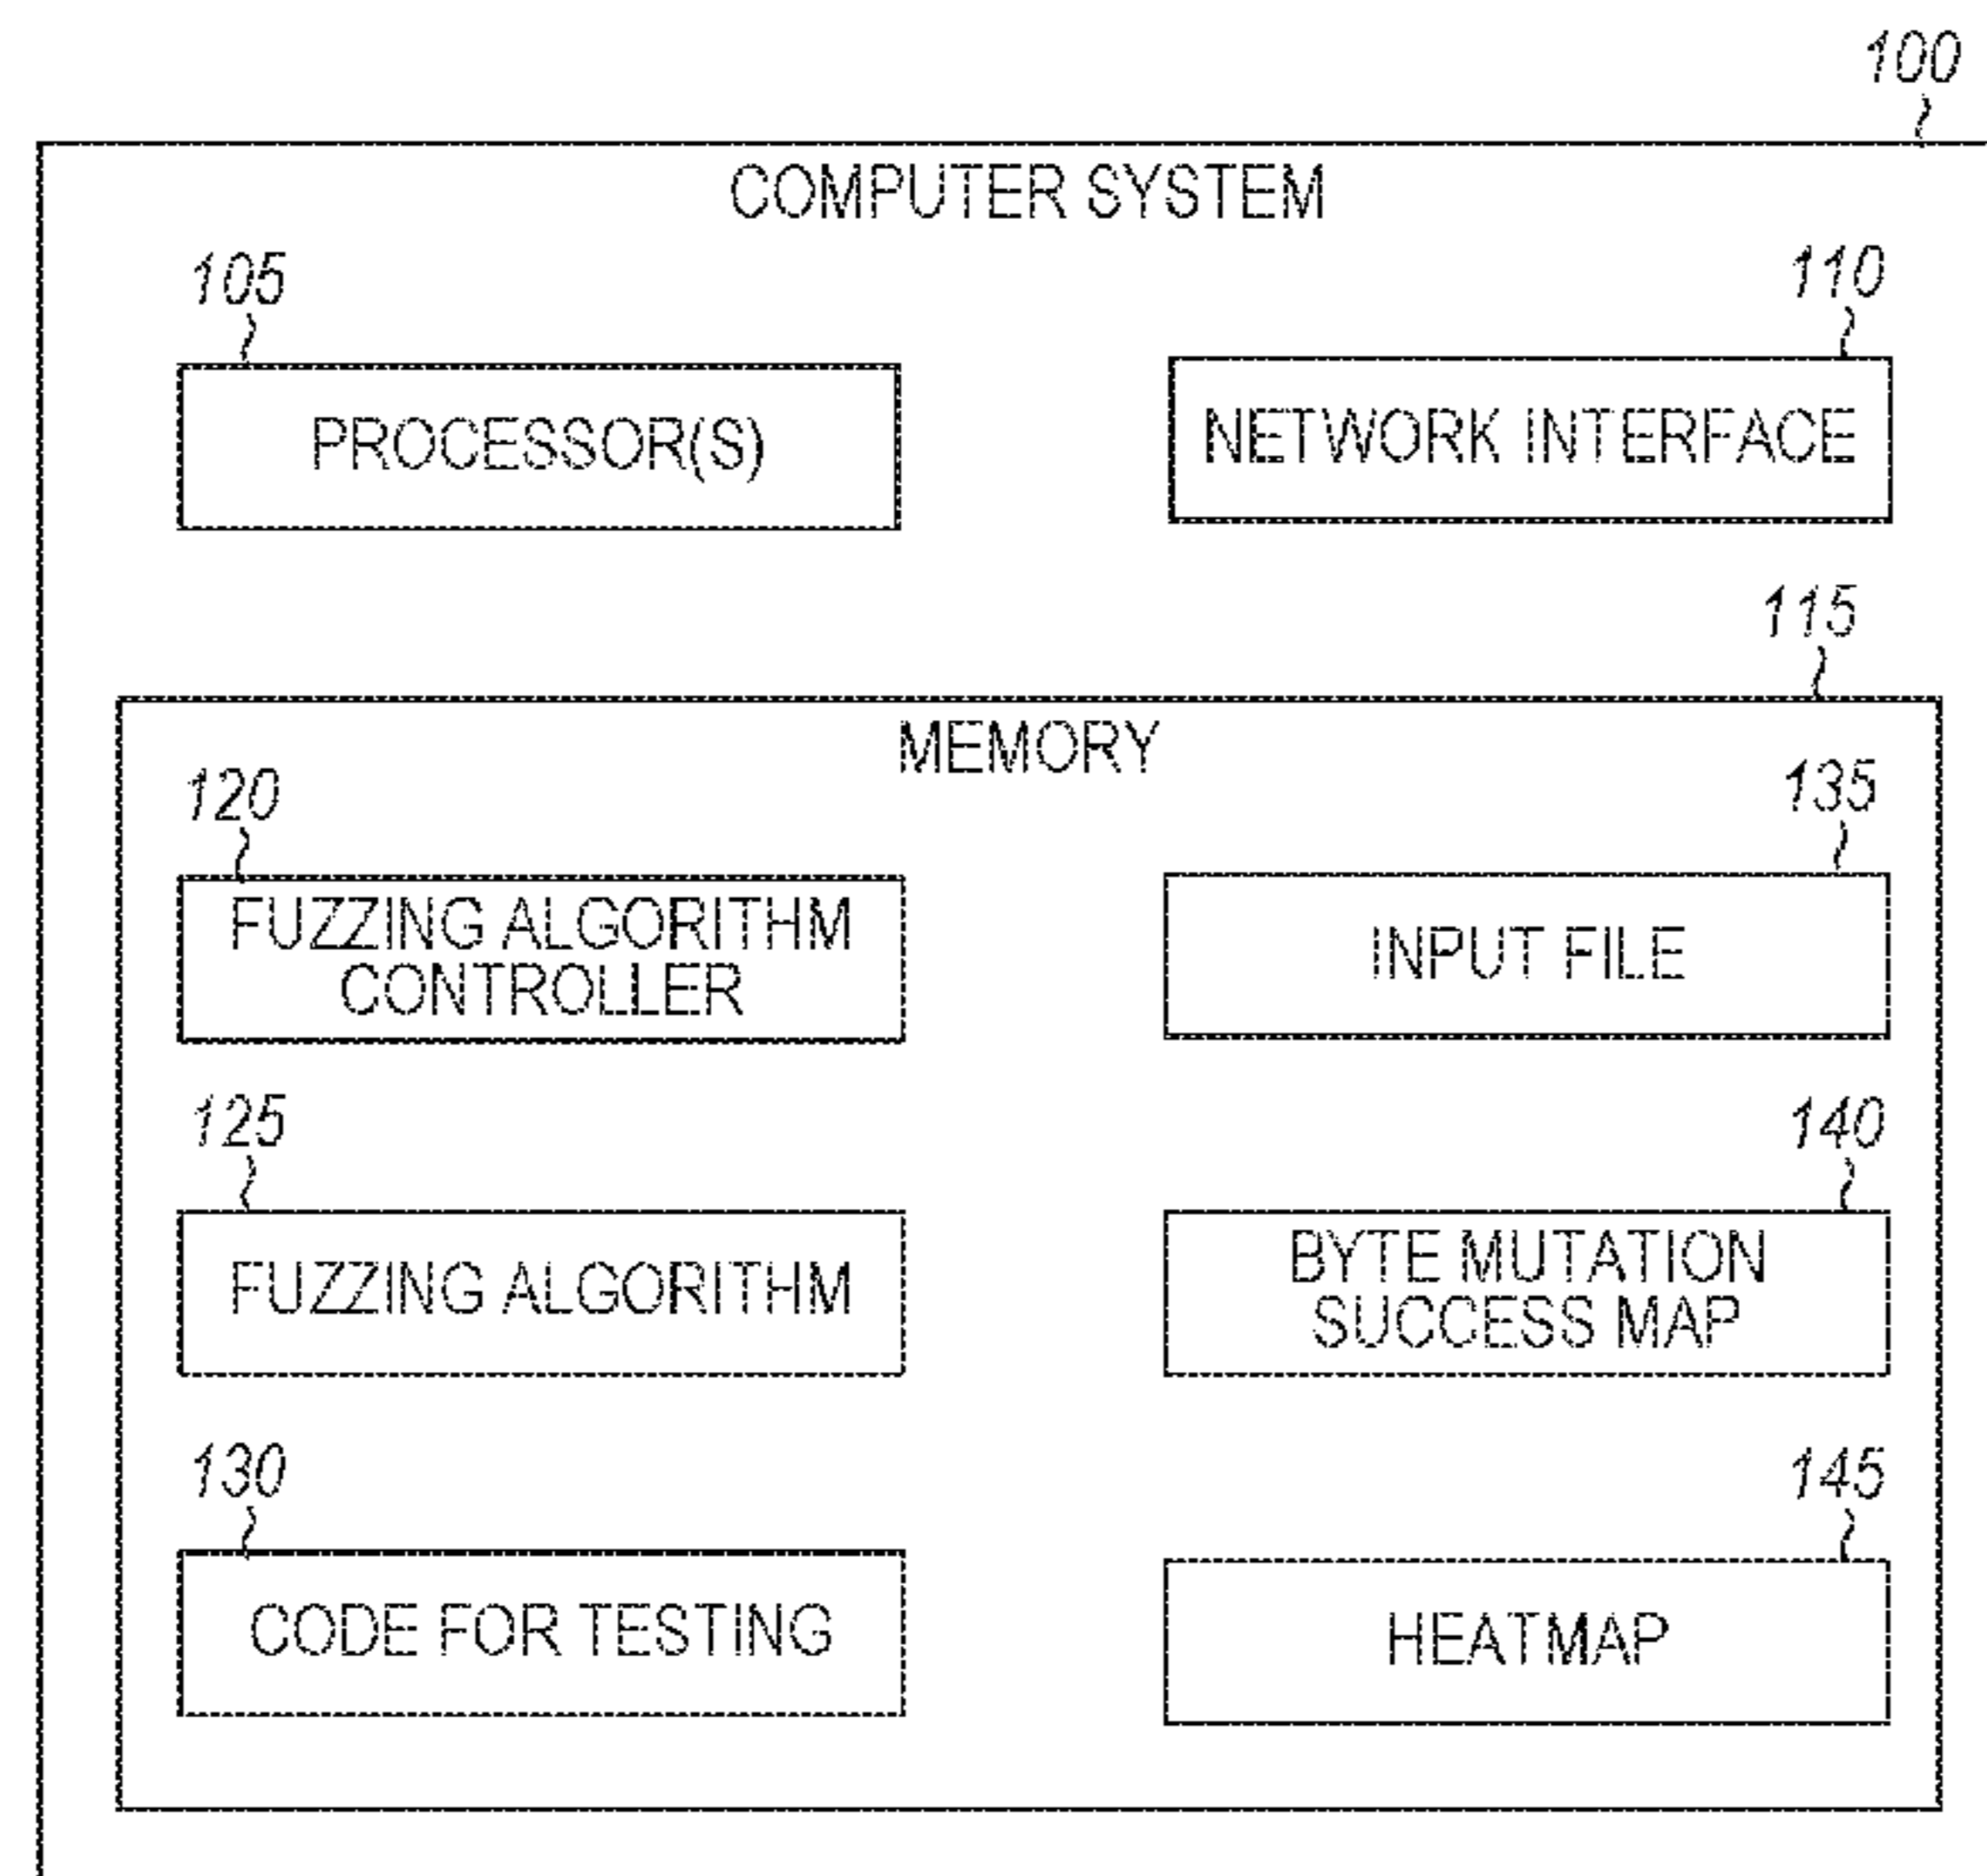 100
COMPUTER SYSTEM
105
110
PROCESSOR(S)
NETWORK INTERFACE
115
MEMORY
120
135
FUZZING ALGORITHM
CONTROLLER
INPUT FILE
125
140
FUZZING ALGORITHM
BYTE MUTATION
SUCCESS MAP
130
145
CODE FOR TESTING
HEATMAP